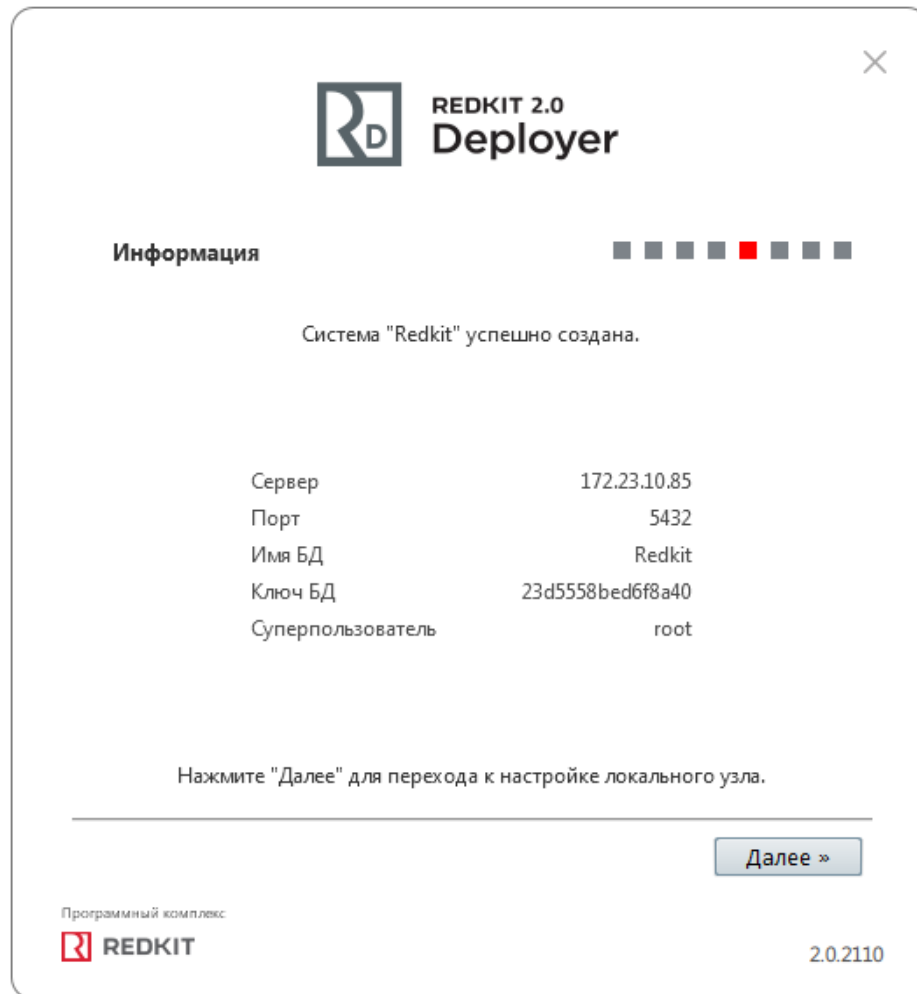 REDKIT 2.0
Deployer
Информация
Система "Redkit" успешно создана.
Сервер 172.23.10.85
Порт 5432
Имя БД Redkit
Ключ БД 23d5558bed6f8a40
Суперпользователь root
Нажмите "Далее" для перехода к настройке локального узла.
Далее »
Программный комплекс
REDKIT
2.0.2110